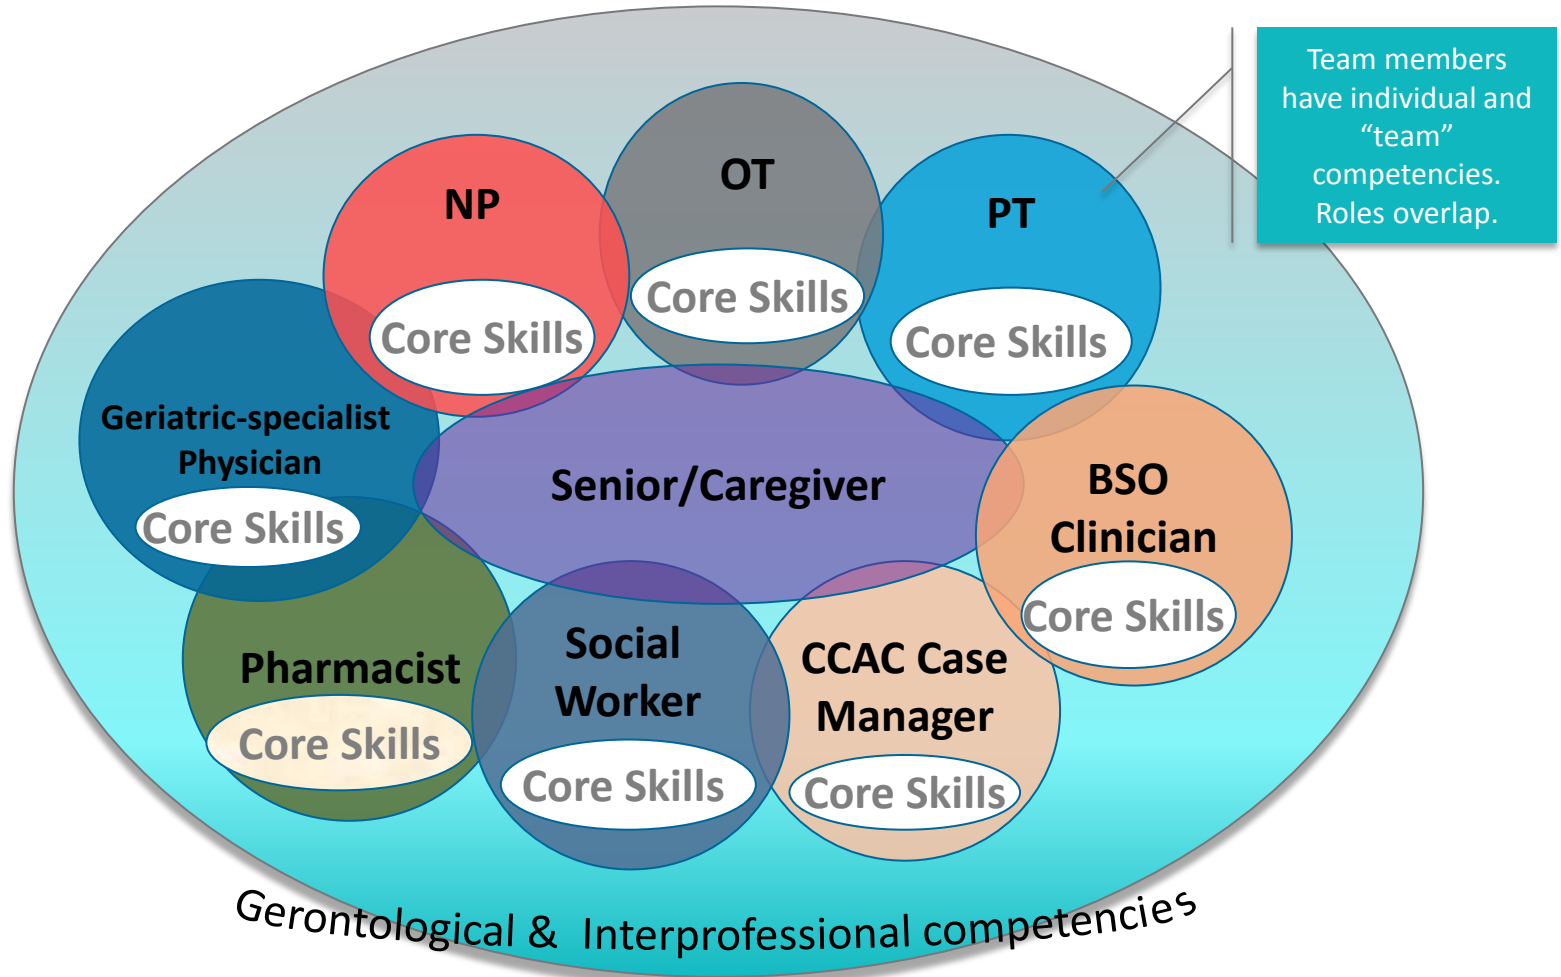 Team members
have individual and
“team”
competencies.
Roles overlap.
NP
Core Skills
OT
Core Skills
PT
Core Skills
Geriatric-specialist
Physician
Core Skills
Senior/Caregiver
BSO
Clinician
Core Skills
Pharmacist
Core Skills
Social
Worker
Core Skills
CCAC Case
Manager
Core Skills
Gerontological & Interprofessional competencies